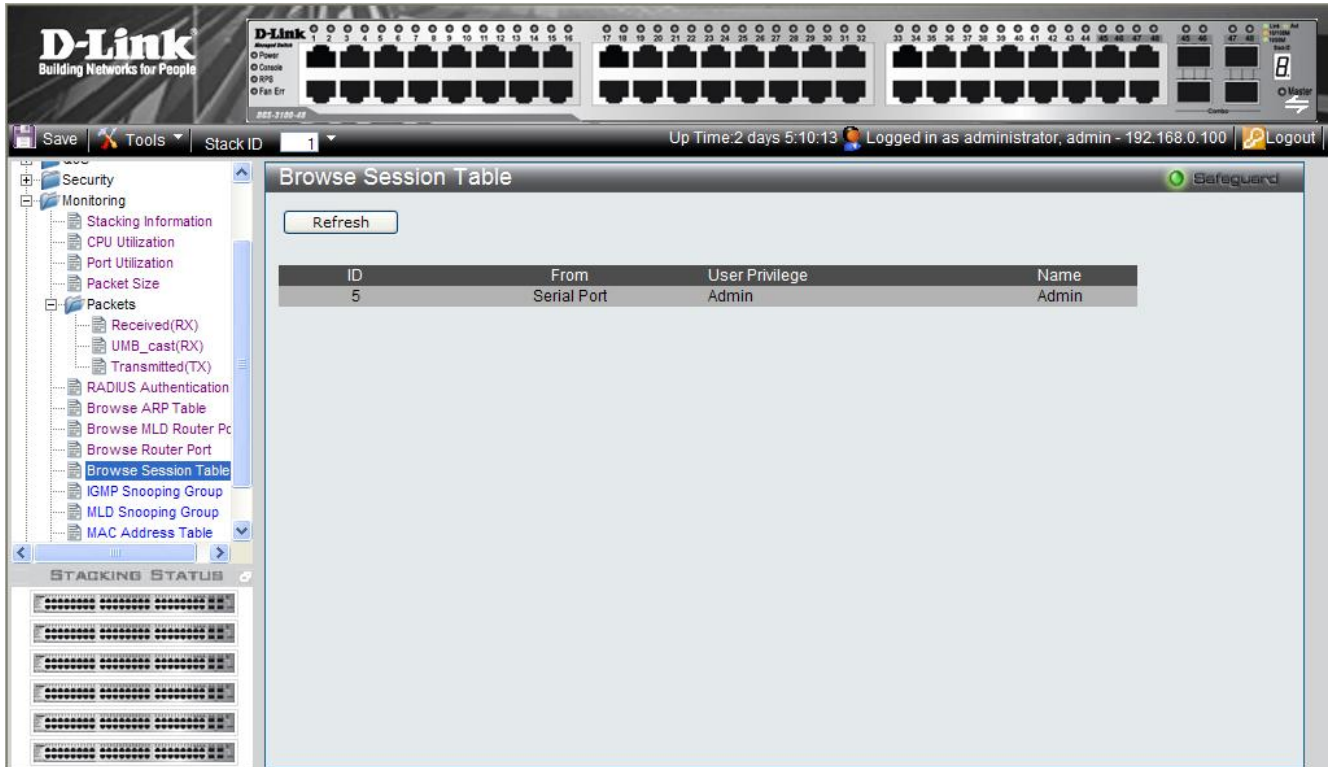 D-Link
Building Networks for People
D-Link
Power
Console
RPS
Fan Err
DGS-3100-48
1 2 3 4 5 6 7 8 9 10 11 12 13 14 15 16
17 18 19 20 21 22 23 24 25 26 27 28 29 30 31 32
33 34 35 36 37 38 39 40 41 42 43 44 45 46 47 48
45 46 47 48
Combo
Master
Save
Tools
Stack ID
1
Up Time:2 days 5:10:13
Logged in as administrator, admin - 192.168.0.100
Logout
Security
Monitoring
Stacking Information
CPU Utilization
Port Utilization
Packet Size
Packets
Received(RX)
UMB_cast(RX)
Transmitted(TX)
RADIUS Authentication
Browse ARP Table
Browse MLD Router Po
Browse Router Port
Browse Session Table
IGMP Snooping Group
MLD Snooping Group
MAC Address Table
STACKING STATUS
Browse Session Table
Safeguard
Refresh
ID From User Privilege Name
5 Serial Port Admin Admin